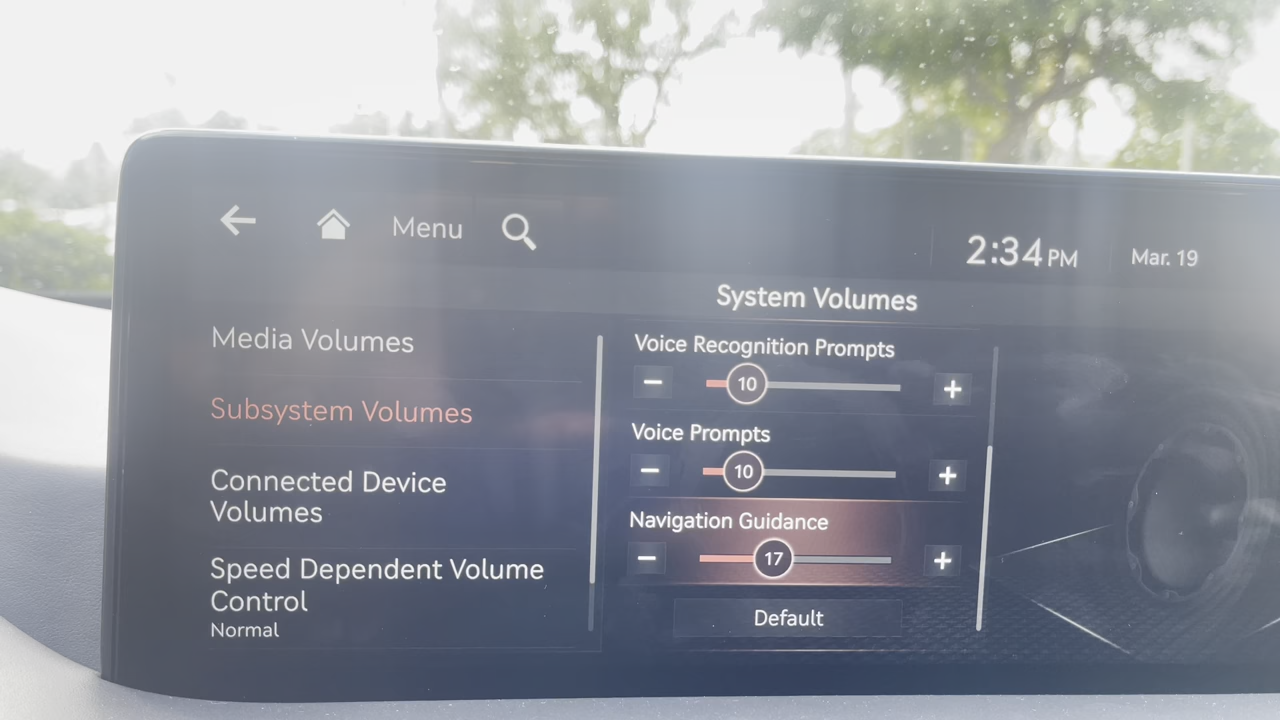 Menu
2:34 PM
Mar. 19
System Volumes
Media Volumes
Subsystem Volumes
Connected Device
Volumes
Speed Dependent Volume
Control
Normal
Voice Recognition Prompts
− 10 +
Voice Prompts
− 10 +
Navigation Guidance
− 17 +
Default